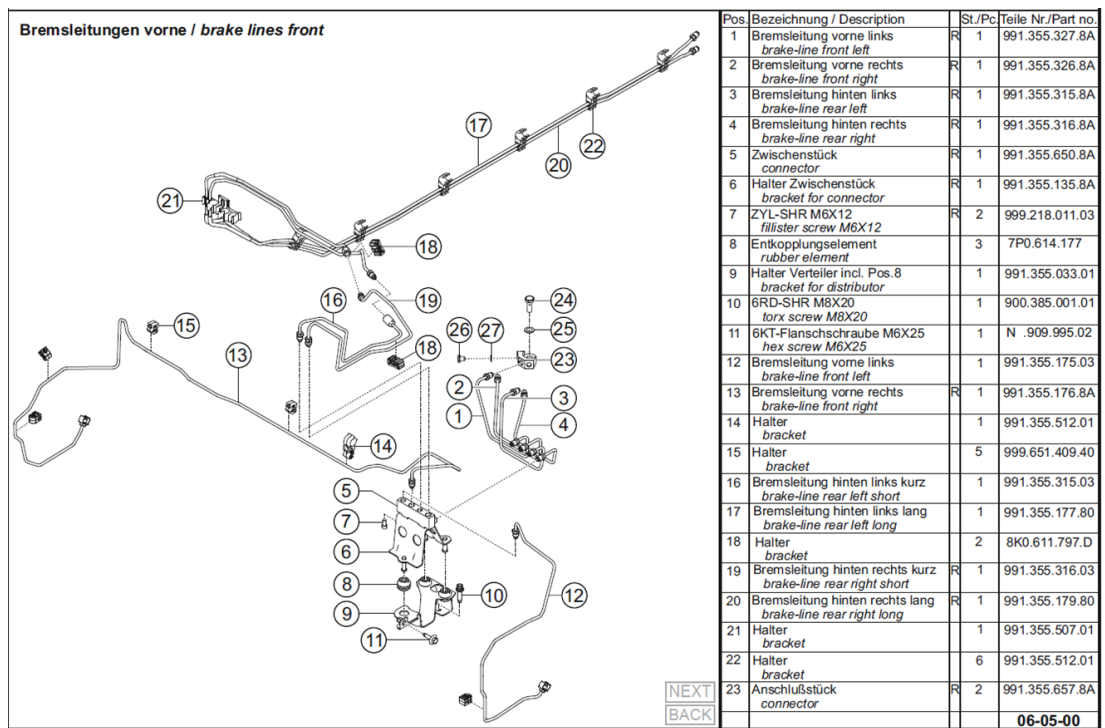 Bremsleitungen vorne / brake lines front
17
20
22
21
18
16
19
24
15
26
27
25
13
18
23
2
3
1
4
14
5
7
6
8
10
12
9
11
NEXT
BACK
Pos. Bezeichnung / Description St./Pc. Teile Nr./Part no.
1 Bremsleitung vorne links R 1 991.355.327.8A
brake-line front left
2 Bremsleitung vorne rechts R 1 991.355.326.8A
brake-line front right
3 Bremsleitung hinten links R 1 991.355.315.8A
brake-line rear left
4 Bremsleitung hinten rechts R 1 991.355.316.8A
brake-line rear right
5 Zwischenstück R 1 991.355.650.8A
connector
6 Halter Zwischenstück R 1 991.355.135.8A
bracket for connector
7 ZYL-SHR M6X12 R 2 999.218.011.03
fillister screw M6X12
8 Entkopplungselement 3 7P0.614.177
rubber element
9 Halter Verteiler incl. Pos.8 1 991.355.033.01
bracket for distributor
10 6RD-SHR M8X20 1 900.385.001.01
torx screw M8X20
11 6KT-Flanschschraube M6X25 1 N .909.995.02
hex screw M6X25
12 Bremsleitung vorne links 1 991.355.175.03
brake-line front left
13 Bremsleitung vorne rechts R 1 991.355.176.8A
brake-line front right
14 Halter 1 991.355.512.01
bracket
15 Halter 5 999.651.409.40
bracket
16 Bremsleitung hinten links kurz 1 991.355.315.03
brake-line rear left short
17 Bremsleitung hinten links lang 1 991.355.177.80
brake-line rear left long
18 Halter 2 8K0.611.797.D
bracket
19 Bremsleitung hinten rechts kurz R 1 991.355.316.03
brake-line rear right short
20 Bremsleitung hinten rechts lang R 1 991.355.179.80
brake-line rear right long
21 Halter 1 991.355.507.01
bracket
22 Halter 6 991.355.512.01
bracket
23 Anschlußstück R 2 991.355.657.8A
connector
06-05-00